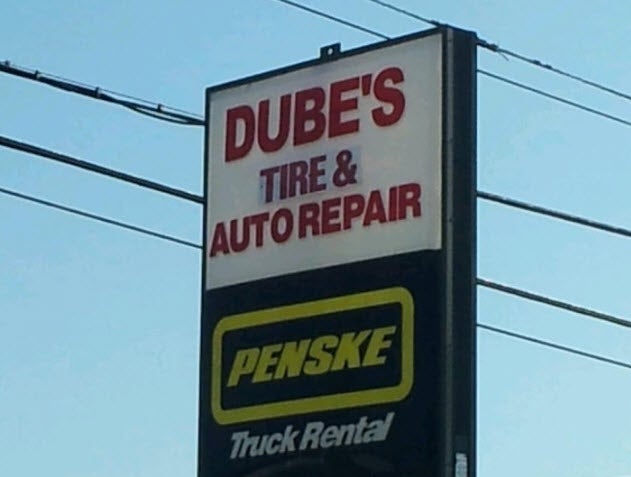 DUBE'S
TIRE &
AUTO REPAIR
PENSKE
Truck Rental